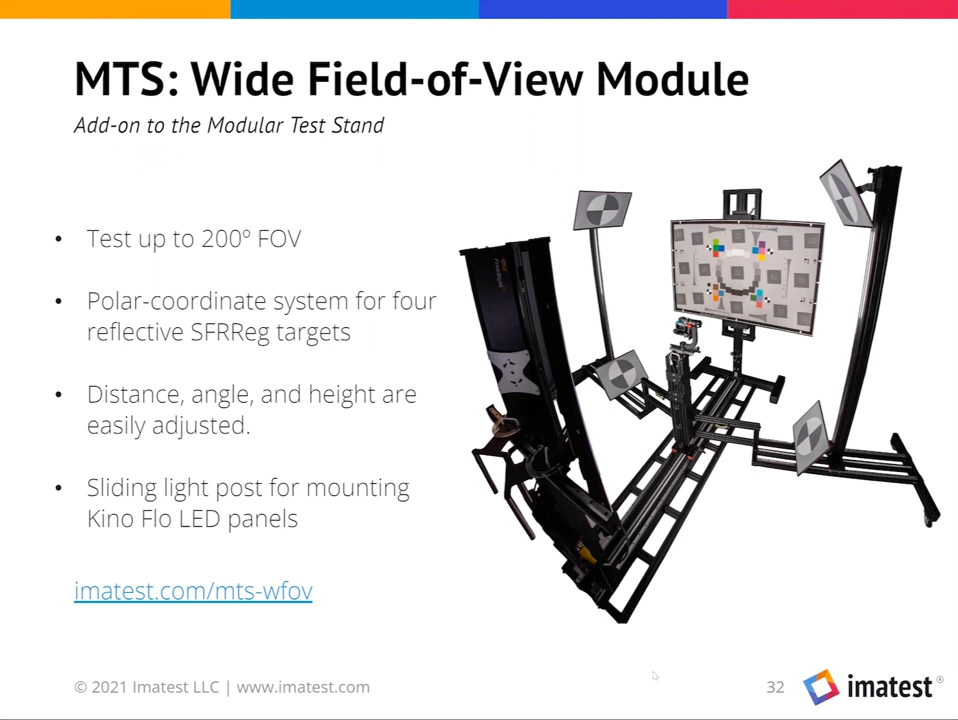 MTS: Wide Field-of-View Module
Add-on to the Modular Test Stand
• Test up to 200º FOV
• Polar-coordinate system for four
reflective SFRReg targets
• Distance, angle, and height are
easily adjusted.
• Sliding light post for mounting
Kino Flo LED panels
imatest.com/mts-wfov
© 2021 Imatest LLC | www.imatest.com
32
imatest®